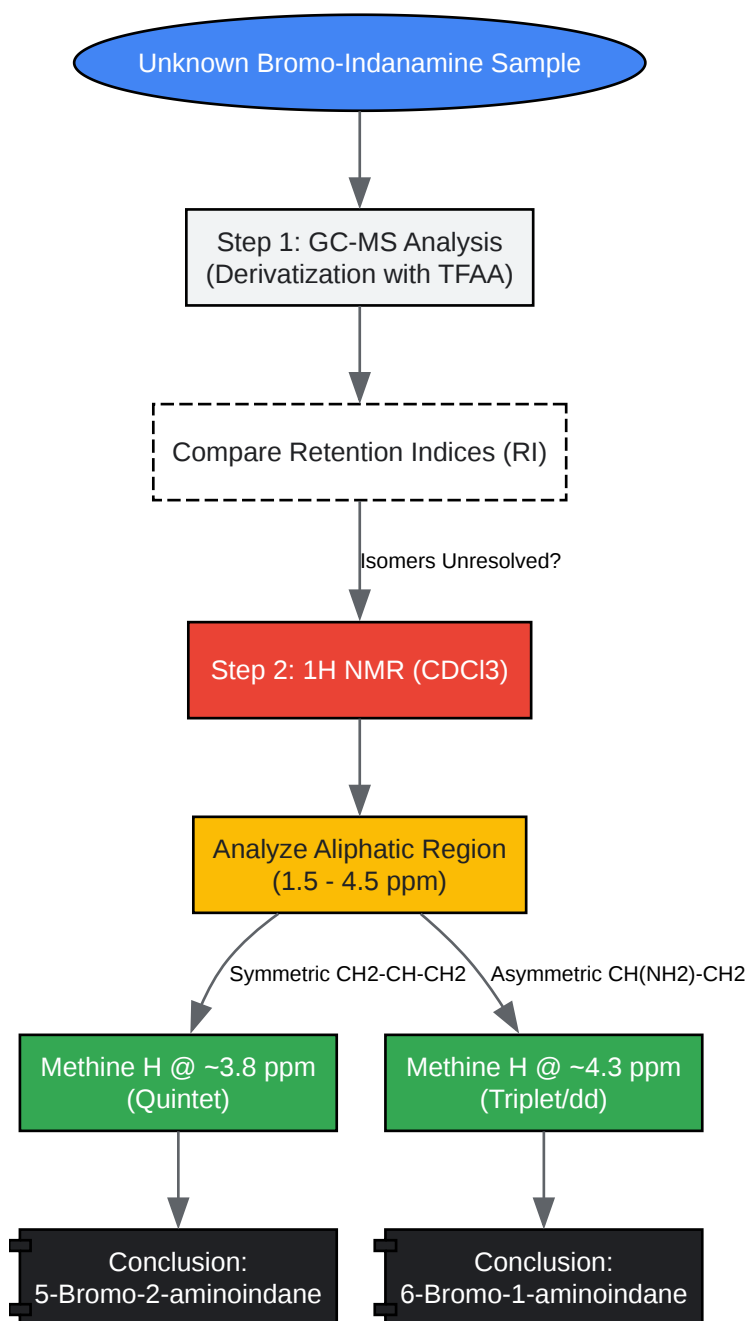 Unknown Bromo-Indanamine Sample
Step 1: GC-MS Analysis
(Derivatization with TFAA)
Compare Retention Indices (RI)
Isomers Unresolved?
Step 2: 1H NMR (CDCl3)
Analyze Aliphatic Region
(1.5 - 4.5 ppm)
Symmetric CH2-CH-CH2
Asymmetric CH(NH2)-CH2
Methine H @ ~3.8 ppm
(Quintet)
Methine H @ ~4.3 ppm
(Triplet/dd)
Conclusion:
5-Bromo-2-aminoindane
Conclusion:
6-Bromo-1-aminoindane